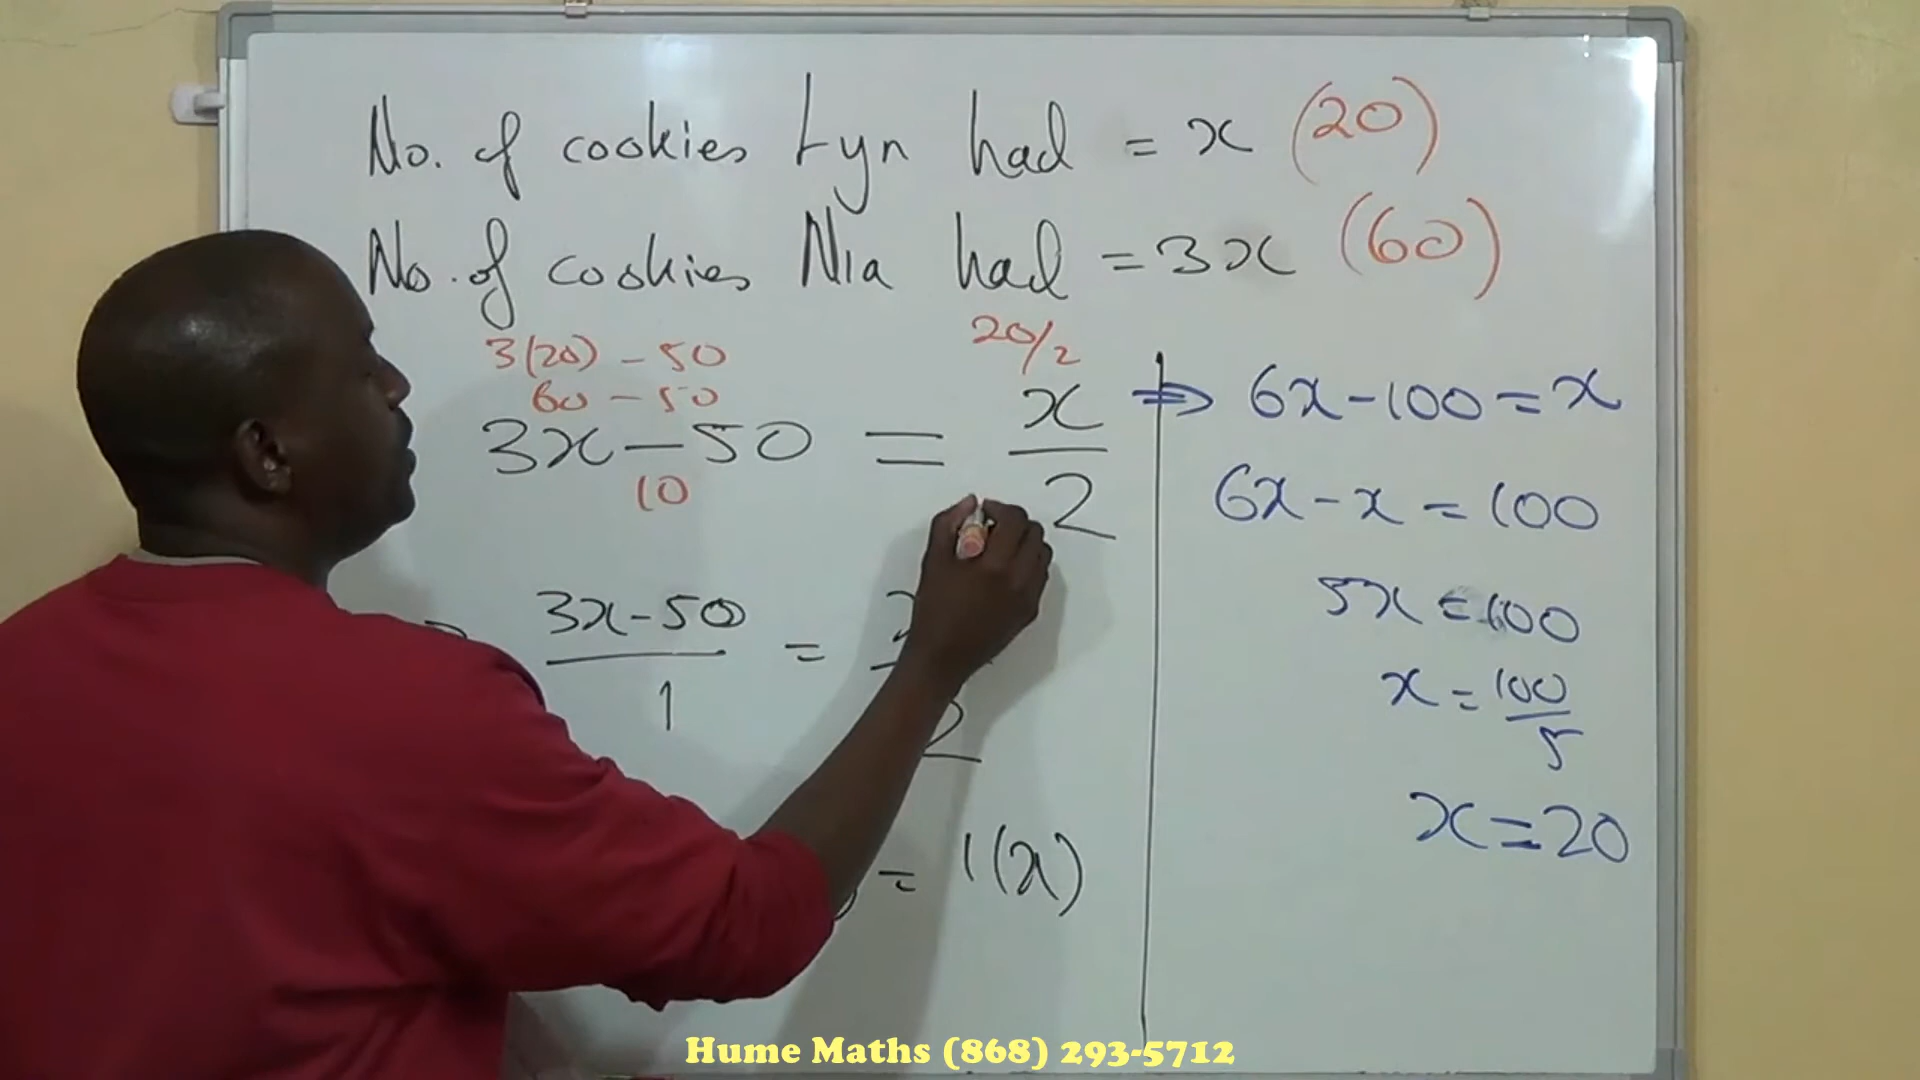 No. of cookies Lyn had = x (20)
No. of cookies Nia had = 3x (60)
3(20) - 50
60 - 50
20/2
3x - 50 = x/2
10
3x - 50 =
1
2
= 1(x)
⇒ 6x - 100 = x
6x - x = 100
5x = 100
x = 100/5
x = 20
Hume Maths (868) 293-5712